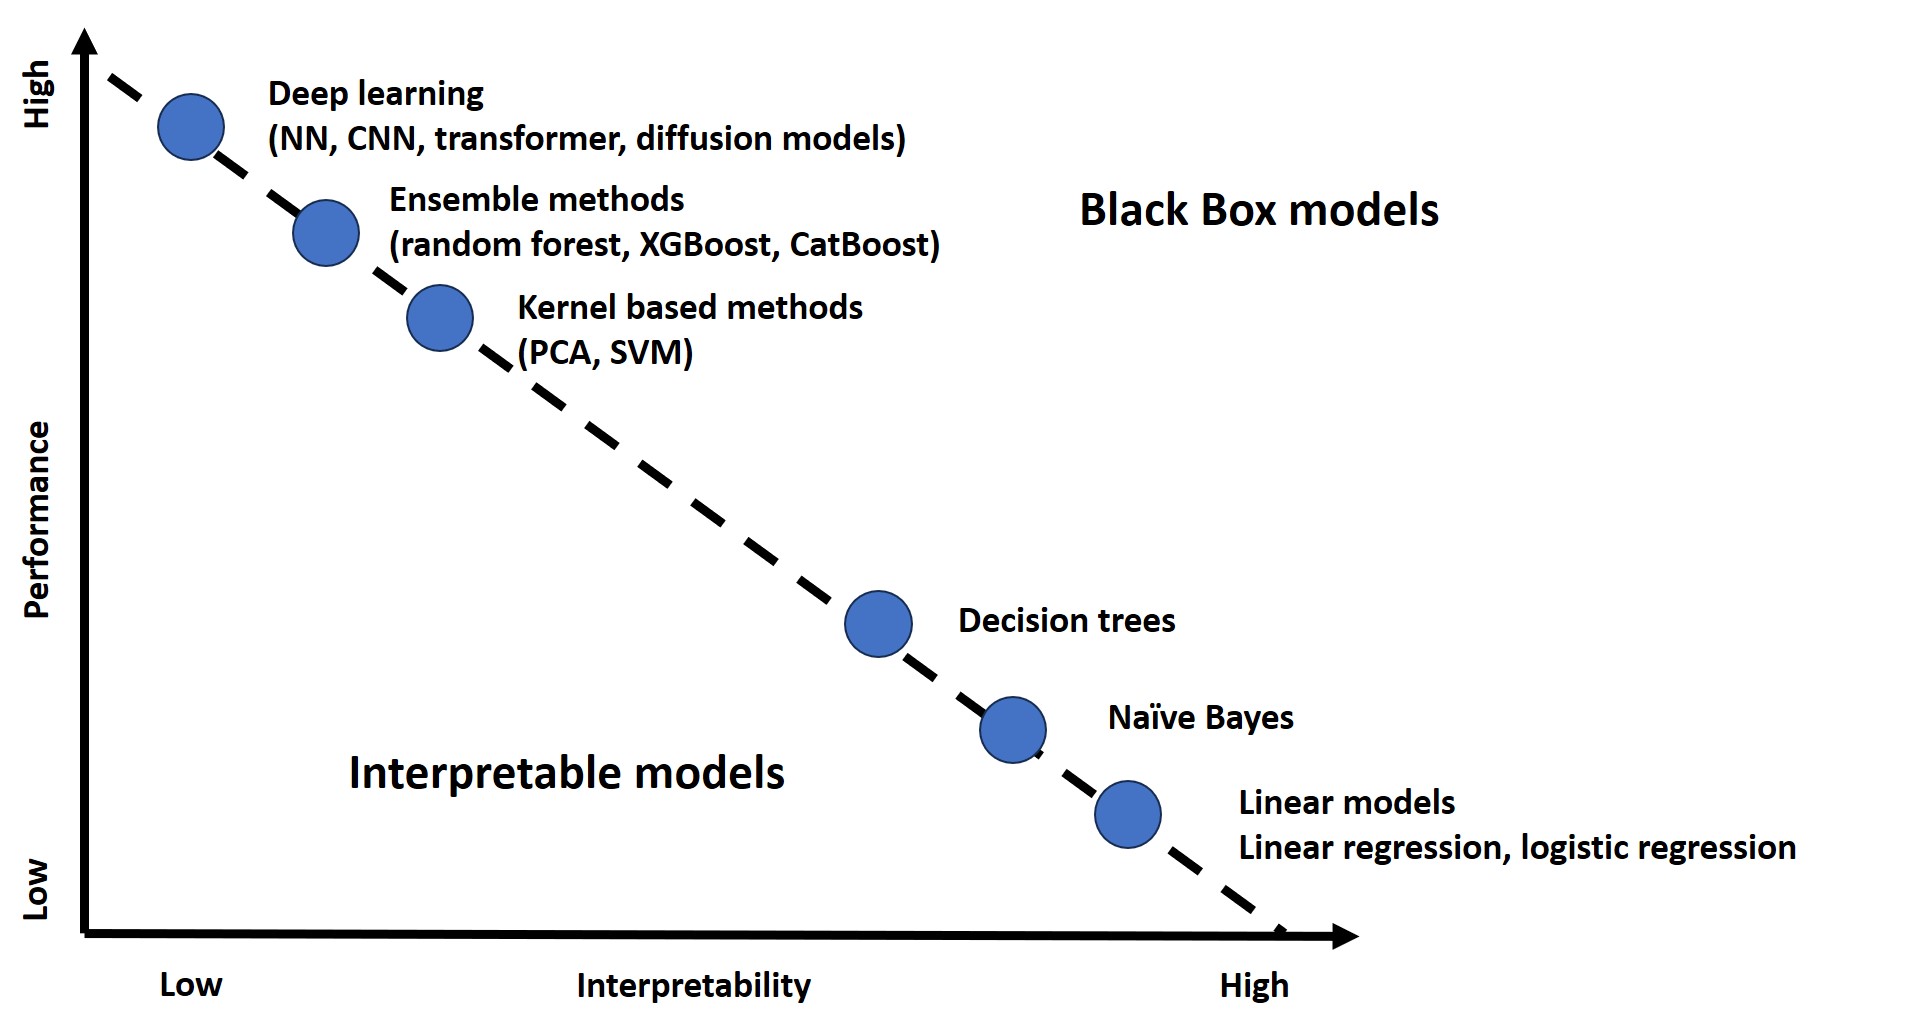 High
Deep learning
(NN, CNN, transformer, diffusion models)
Ensemble methods
(random forest, XGBoost, CatBoost)
Black Box models
Kernel based methods
(PCA, SVM)
Performance
Decision trees
Naïve Bayes
Interpretable models
Linear models
Linear regression, logistic regression
Low
Low
Interpretability
High